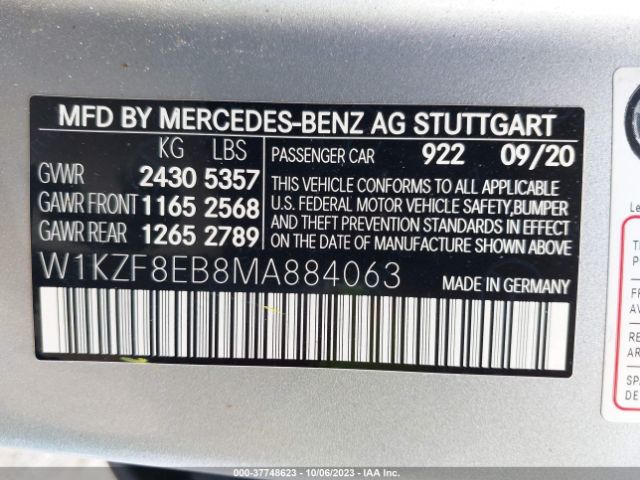 MFD BY MERCEDES-BENZ AG STUTTGART
KG LBS
GVWR 2430 5357
GAWR FRONT 1165 2568
GAWR REAR 1265 2789
PASSENGER CAR 922 09/20
THIS VEHICLE CONFORMS TO ALL APPLICABLE
U.S. FEDERAL MOTOR VEHICLE SAFETY,BUMPER
AND THEFT PREVENTION STANDARDS IN EFFECT
ON THE DATE OF MANUFACTURE SHOWN ABOVE
W1KZF8EB8MA884063
MADE IN GERMANY
Copyright: 37748623 - 10/06/2023 - IAA Inc.